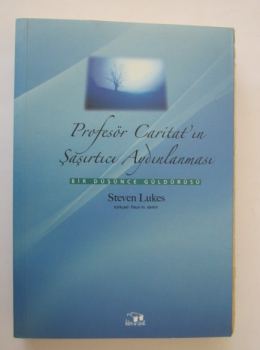 Profesör Caritat'ın
Şaşırtıcı Aydınlanması
BİR DÜŞÜNCE GÜLDÜRÜSÜ
Steven Lukes